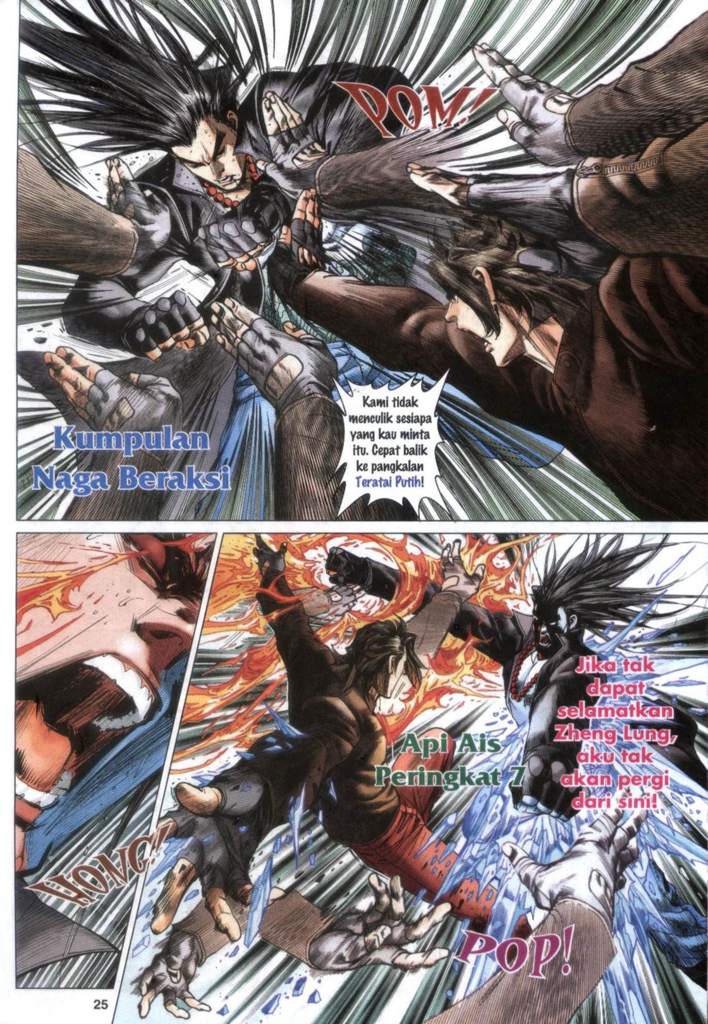 POM!
Kami tidak
menculik sesiapa
yang kau minta
itu. Cepat balik
ke pangkalan
Teratai Putih!
Kumpulan
Naga Beraksi
Jika tak
dapat
selamatkan
Zheng Lung,
aku tak
akan pergi
dari sini!
Api Ais
Peringkat 7
HONG!
POP!
25